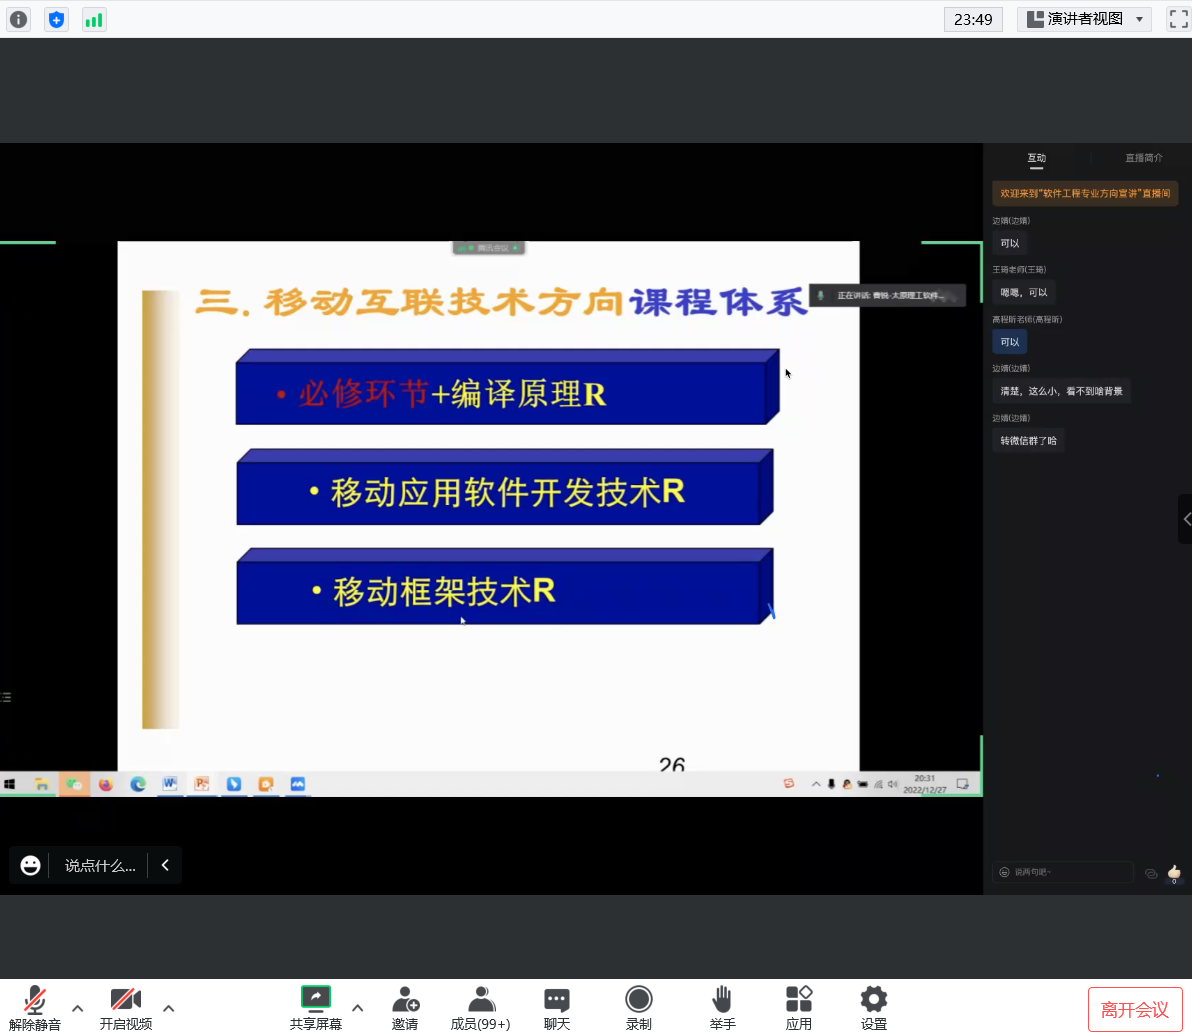 23:49
演讲者视图
互动
直播简介
欢迎来到“软件工程专业方向宣讲”直播间
边婧(边婧)
可以
王琦老师(王琦)
嗯嗯，可以
高程昕老师(高程昕)
可以
边婧(边婧)
清楚，这么小，看不到啥背景
边婧(边婧)
转微信群了哈
腾讯会议
三.移动互联技术方向课程体系
正在讲话: 曹锐-太原理工软件...
• 必修环节+编译原理R
• 移动应用软件开发技术R
• 移动框架技术R
26
20:31
2022/12/27
说点什么...
说两句吧~
0
解除静音
开启视频
共享屏幕
邀请
成员(99+)
聊天
录制
举手
应用
设置
离开会议